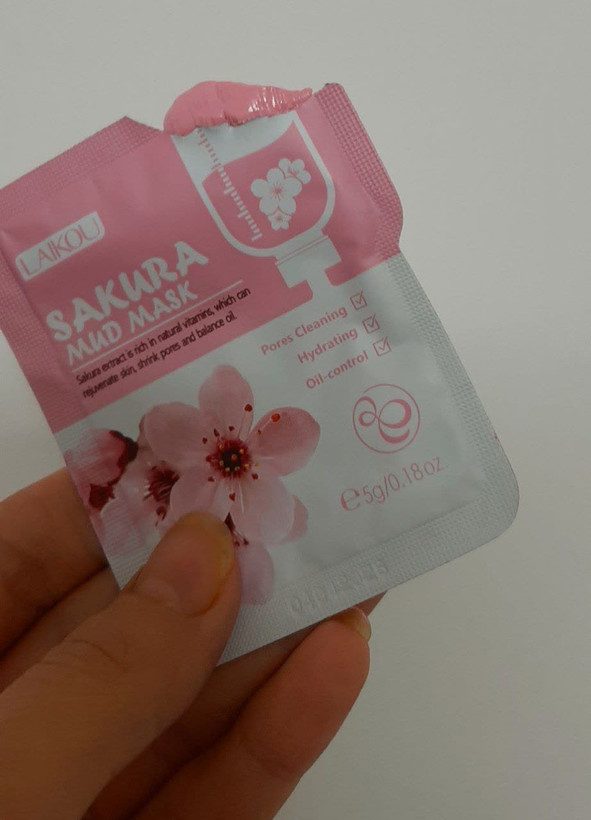 LAIKOU
SAKURA
MUD MASK
Sakura extract is rich in natural vitamins, which can
rejuvenate skin, shrink pores and balance oil.
Pores Cleaning
Hydrating
Oil-control
e5g/0.18oz